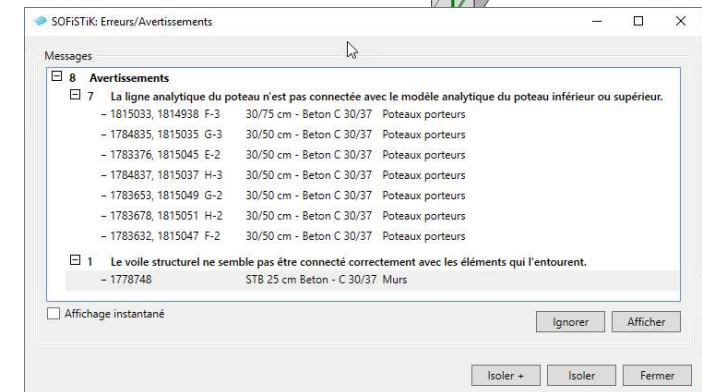 SOFiSTiK: Erreurs/Avertissements
Messages
8 Avertissements
7 La ligne analytique du poteau n'est pas connectée avec le modèle analytique du poteau inférieur ou supérieur.
– 1815033, 1814938 F-3 30/75 cm - Beton C 30/37 Poteaux porteurs
– 1784835, 1815035 G-3 30/50 cm - Beton C 30/37 Poteaux porteurs
– 1783376, 1815045 E-2 30/50 cm - Beton C 30/37 Poteaux porteurs
– 1784837, 1815037 H-3 30/50 cm - Beton C 30/37 Poteaux porteurs
– 1783653, 1815049 G-2 30/50 cm - Beton C 30/37 Poteaux porteurs
– 1783678, 1815051 H-2 30/50 cm - Beton C 30/37 Poteaux porteurs
– 1783632, 1815047 F-2 30/50 cm - Beton C 30/37 Poteaux porteurs
1 Le voile structurel ne semble pas être connecté correctement avec les éléments qui l'entourent.
– 1778748 STB 25 cm Beton - C 30/37 Murs
Affichage instantané
Ignorer Afficher
Isoler + Isoler Fermer